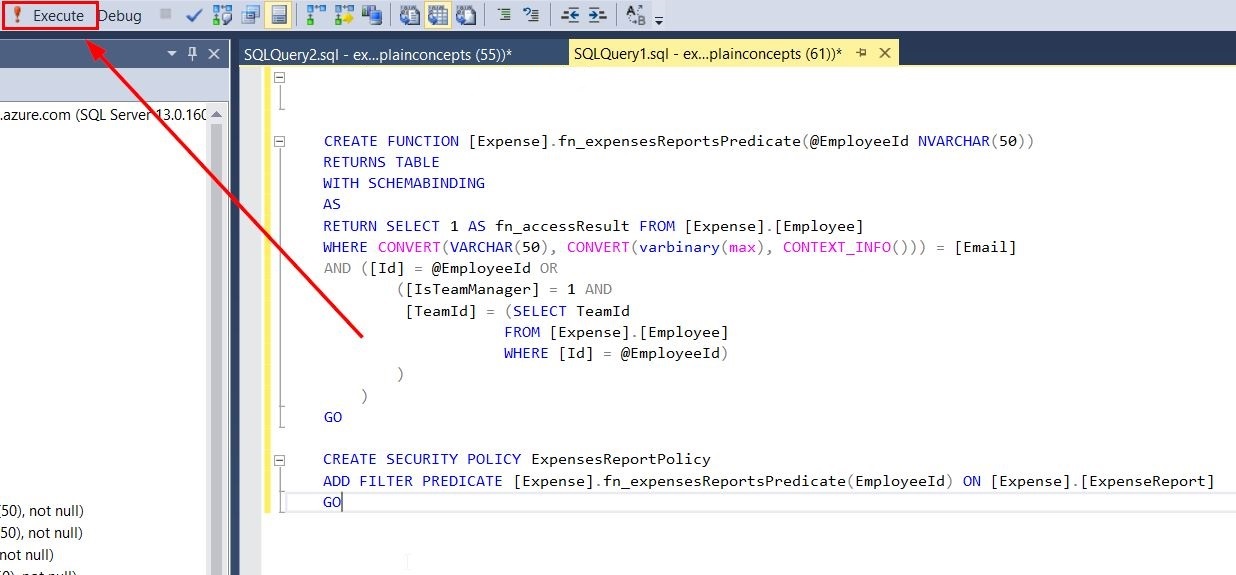 Execute Debug
SQLQuery2.sql - ex...plainconcepts (55))* SQLQuery1.sql - ex...plainconcepts (61))*
.azure.com (SQL Server 13.0.160
CREATE FUNCTION [Expense].fn_expensesReportsPredicate(@EmployeeId NVARCHAR(50))
RETURNS TABLE
WITH SCHEMABINDING
AS
RETURN SELECT 1 AS fn_accessResult FROM [Expense].[Employee]
WHERE CONVERT(VARCHAR(50), CONVERT(varbinary(max), CONTEXT_INFO())) = [Email]
AND ([Id] = @EmployeeId OR
([IsTeamManager] = 1 AND
[TeamId] = (SELECT TeamId
FROM [Expense].[Employee]
WHERE [Id] = @EmployeeId)
)
)
GO
CREATE SECURITY POLICY ExpensesReportPolicy
ADD FILTER PREDICATE [Expense].fn_expensesReportsPredicate(EmployeeId) ON [Expense].[ExpenseReport]
GO
50), not null)
50), not null)
not null)